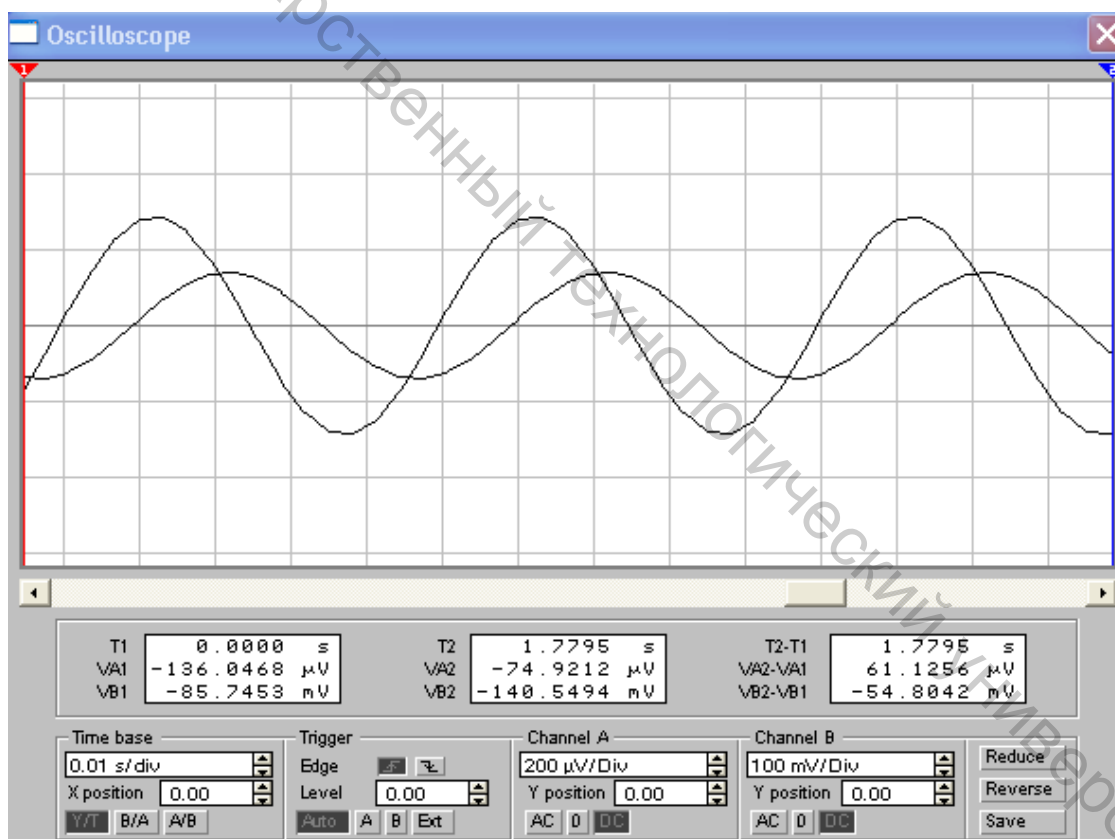 Oscilloscope
1 2
T1 0.0000 s T2 1.7795 s T2-T1 1.7795 s
VA1 -136.0468 µV VA2 -74.9212 µV VA2-VA1 61.1256 µV
VB1 -85.7453 mV VB2 -140.5494 mV VB2-VB1 -54.8042 mV
Time base Trigger Channel A Channel B
0.01 s/div Edge 200 µV/Div 100 mV/Div Reduce
X position 0.00 Level 0.00 Y position 0.00 Y position 0.00 Reverse
Y/T B/A A/B Auto A B Ext AC 0 DC AC 0 DC Save
технологический